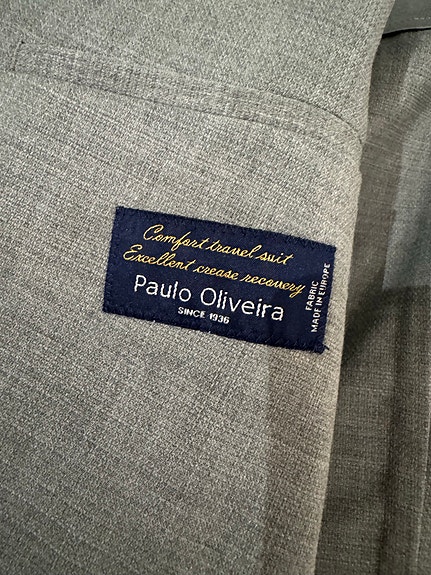 Comfort travel suit
Excellent crease recovery
Paulo Oliveira
SINCE 1936
FABRIC
MADE IN EUROPE